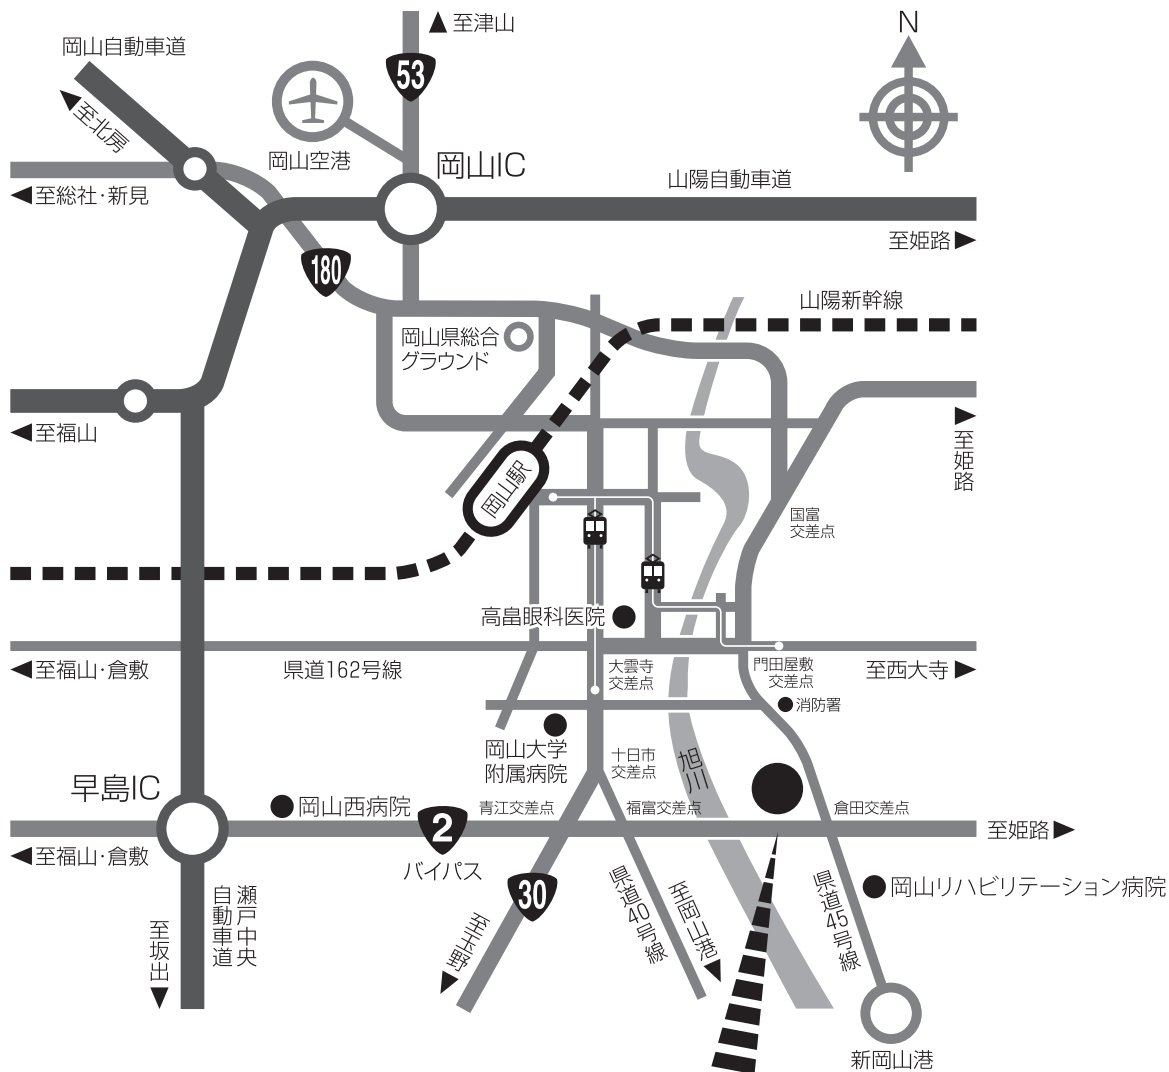 至津山
N
岡山自動車道
53
至北房
岡山空港
岡山IC
山陽自動車道
至総社・新見
至姫路
180
山陽新幹線
岡山県総合
グラウンド
至福山
至姫路
岡山駅
国富
交差点
高畠眼科医院
至福山・倉敷
県道162号線
大雲寺
交差点
門田屋敷
交差点
至西大寺
消防署
岡山大学
附属病院
十日市
交差点
旭川
早島IC
岡山西病院
青江交差点
福富交差点
倉田交差点
2
バイパス
至姫路
至福山・倉敷
30
瀬戸中央
自動車道
至坂出
至玉野
県道40号線
至岡山港
県道45号線
岡山リハビリテーション病院
新岡山港